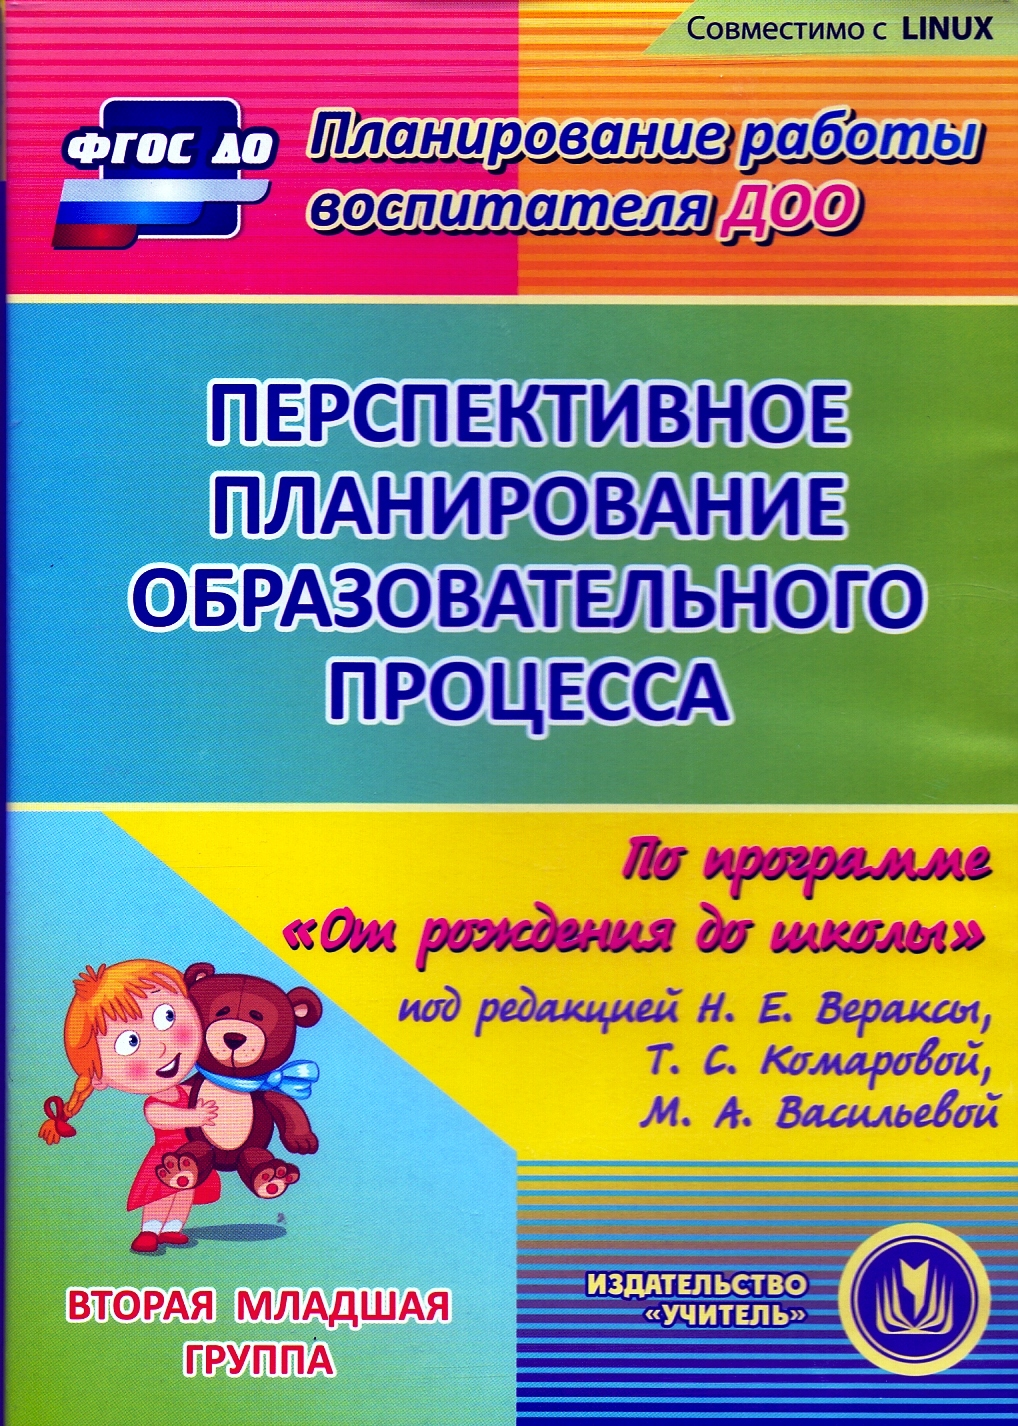 Совместимо с LINUX
ФГОС ДО
Планирование работы
воспитателя ДОО
ПЕРСПЕКТИВНОЕ
ПЛАНИРОВАНИЕ
ОБРАЗОВАТЕЛЬНОГО
ПРОЦЕССА
По программе
«От рождения до школы»
под редакцией Н. Е. Вераксы,
Т. С. Комаровой,
М. А. Васильевой
ИЗДАТЕЛЬСТВО
«УЧИТЕЛЬ»
ВТОРАЯ МЛАДШАЯ
ГРУППА